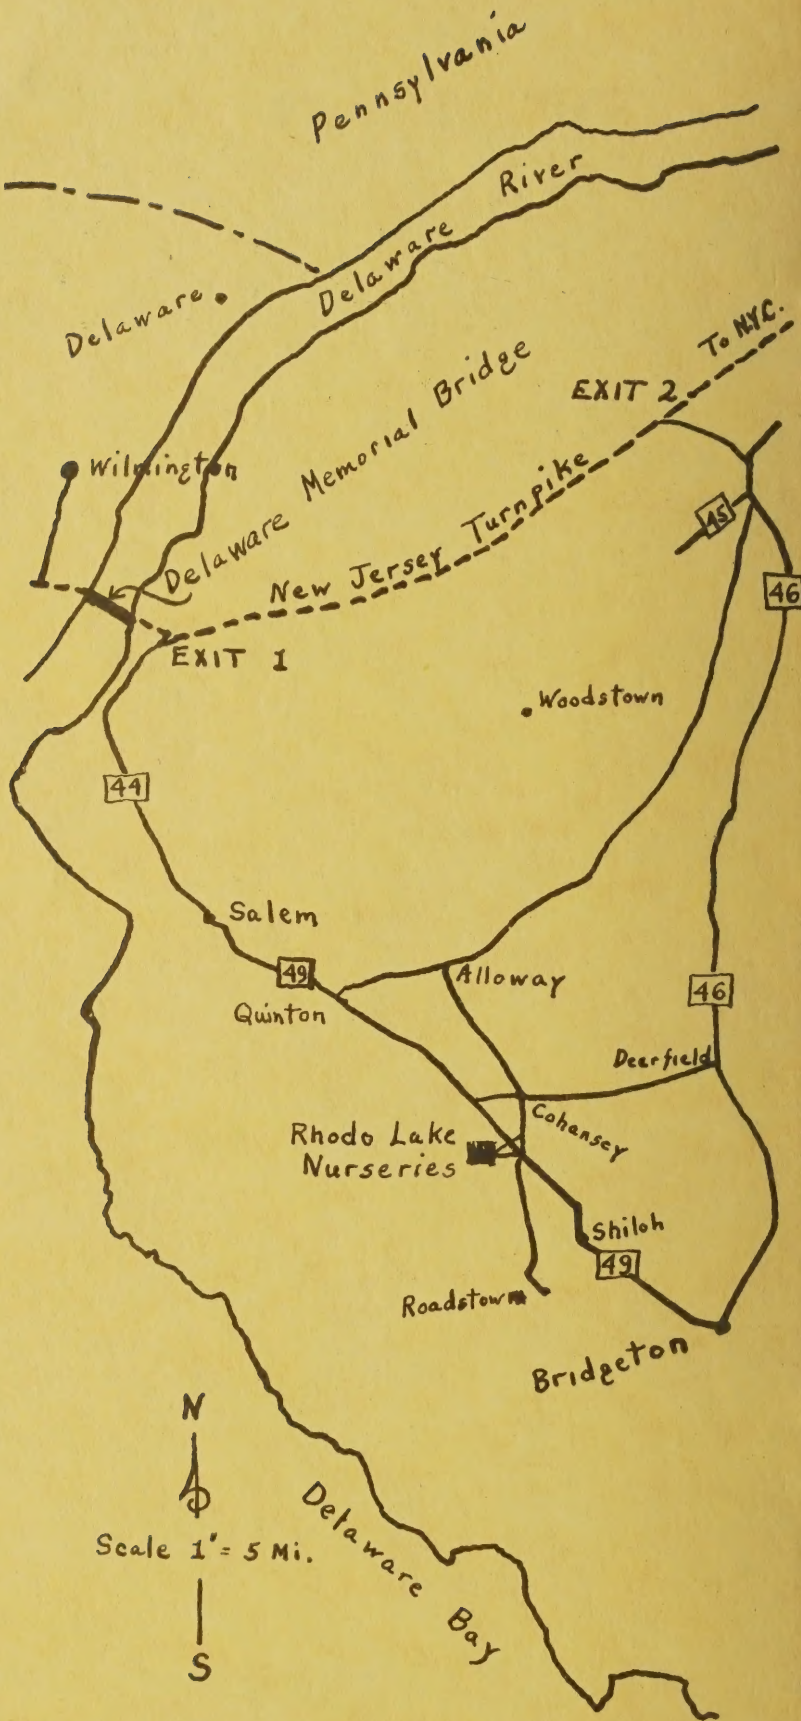 Pennsylvania
Delaware River
Delaware
To N.Y.C.
EXIT 2
Delaware Memorial Bridge
Wilmington
New Jersey Turnpike
45
46
EXIT 1
Woodstown
44
Salem
49
Alloway
46
Quinton
Deerfield
Cohansey
Rhodo Lake
Nurseries
Shiloh
49
Roadstown
Bridgeton
N
Delaware Bay
Scale 1" = 5 Mi.
S